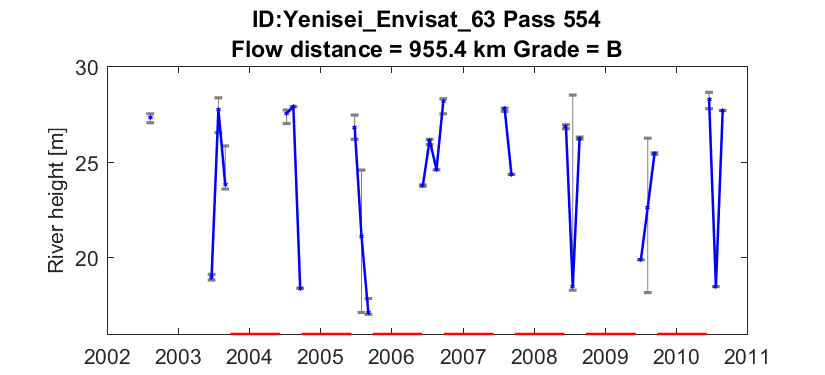 ID:Yenisei_Envisat_63 Pass 554
Flow distance = 955.4 km Grade = B
River height [m]
30
25
20
2002 2003 2004 2005 2006 2007 2008 2009 2010 2011